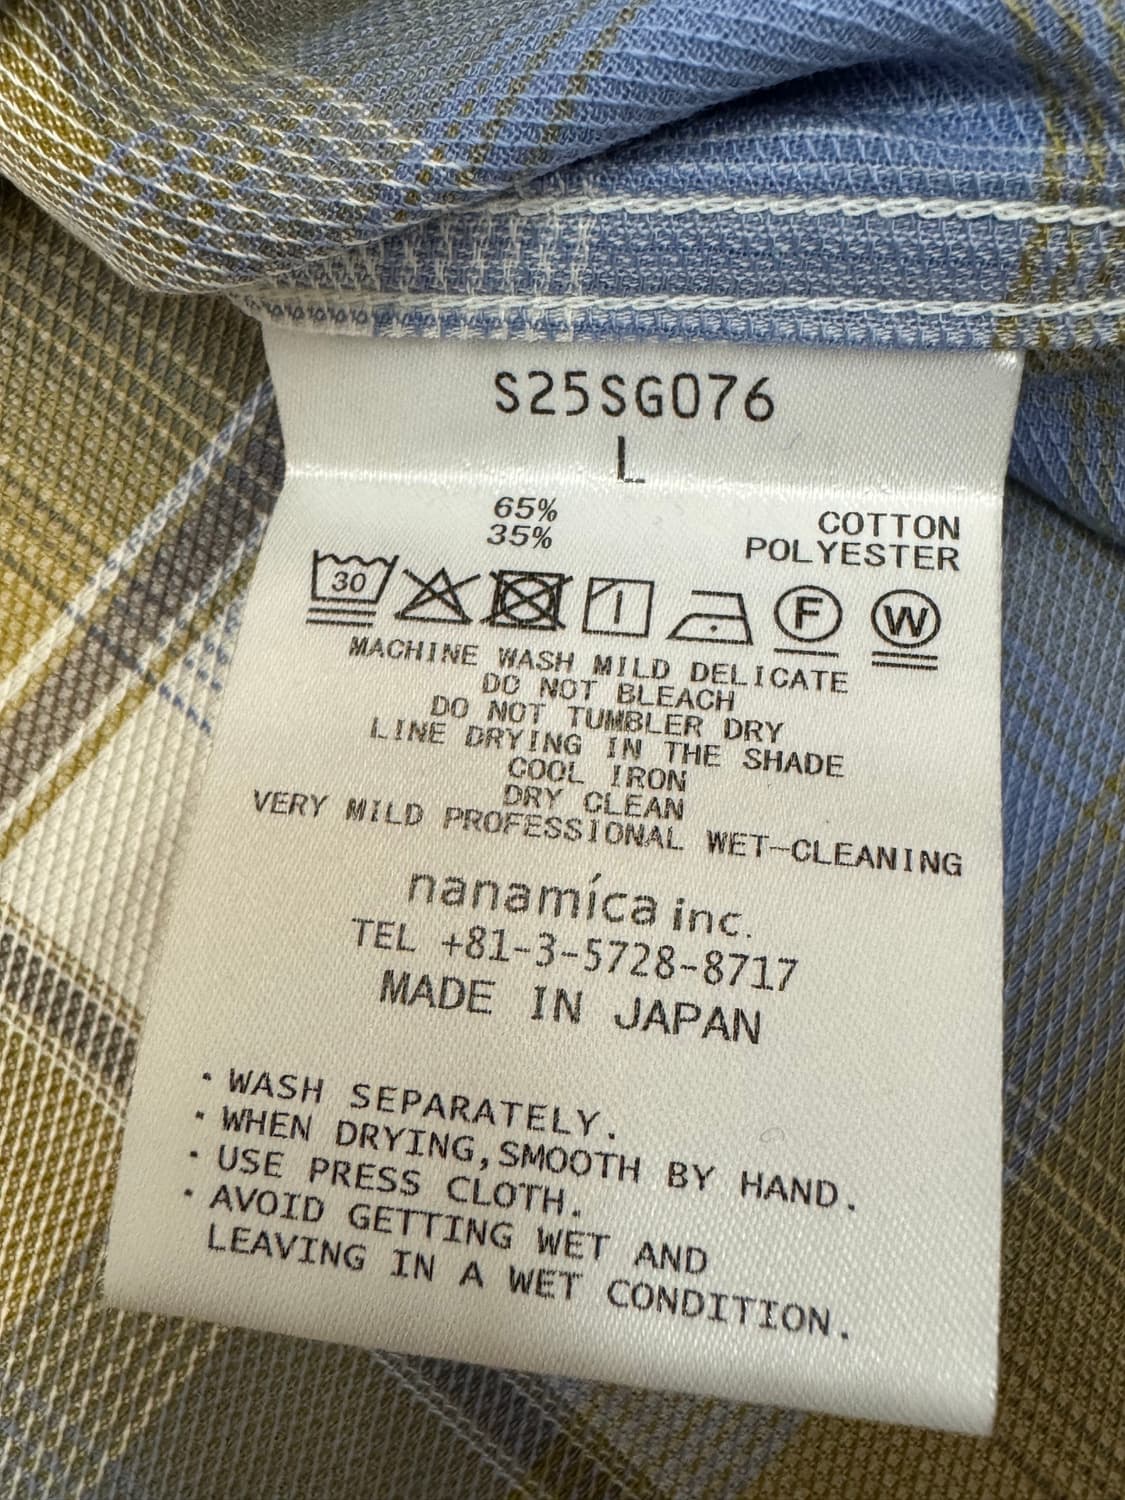 S25SG076
L
65% COTTON
35% POLYESTER
30 F W
MACHINE WASH MILD DELICATE
DO NOT BLEACH
DO NOT TUMBLER DRY
LINE DRYING IN THE SHADE
COOL IRON
DRY CLEAN
VERY MILD PROFESSIONAL WET-CLEANING
nanamíca inc.
TEL +81-3-5728-8717
MADE IN JAPAN
・WASH SEPARATELY.
・WHEN DRYING,SMOOTH BY HAND.
・USE PRESS CLOTH.
・AVOID GETTING WET AND
LEAVING IN A WET CONDITION.